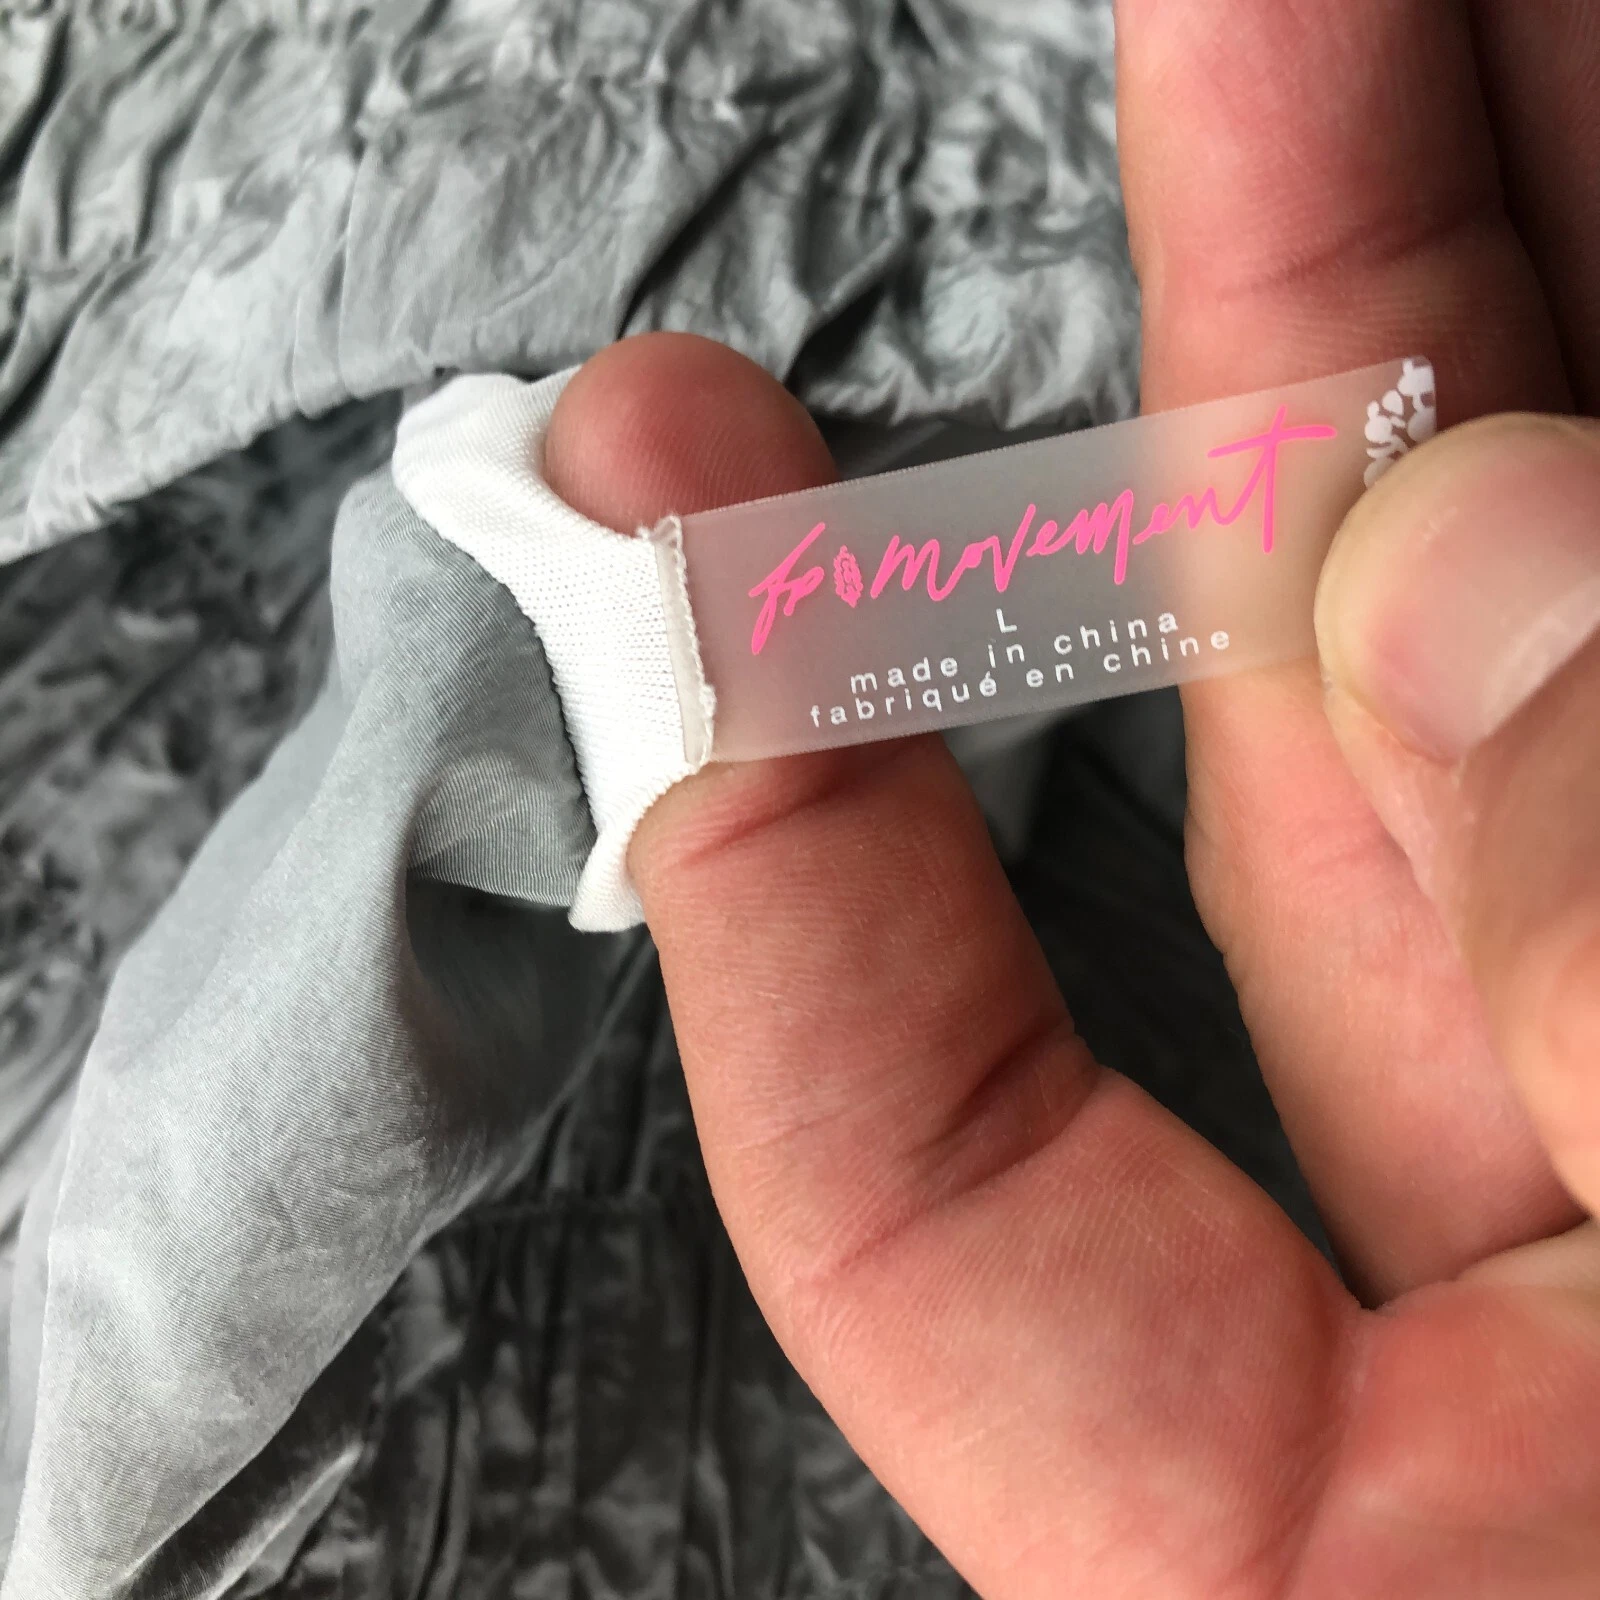 fp movement
L
made in china
fabriqué en chine